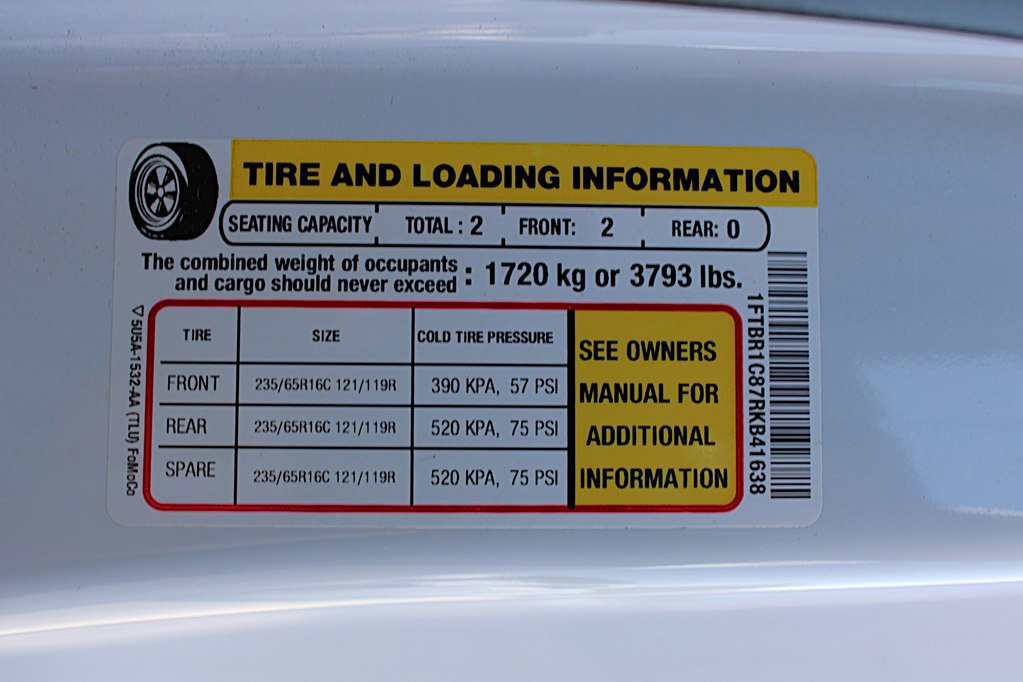 TIRE AND LOADING INFORMATION
SEATING CAPACITY TOTAL : 2 FRONT: 2 REAR: 0
The combined weight of occupants
and cargo should never exceed : 1720 kg or 3793 lbs.
TIRE SIZE COLD TIRE PRESSURE
FRONT 235/65R16C 121/119R 390 KPA, 57 PSI
REAR 235/65R16C 121/119R 520 KPA, 75 PSI
SPARE 235/65R16C 121/119R 520 KPA, 75 PSI
SEE OWNERS
MANUAL FOR
ADDITIONAL
INFORMATION
5U5A-1532-AA (TLU) FoMoCo
1FTBR1C87RKB41638